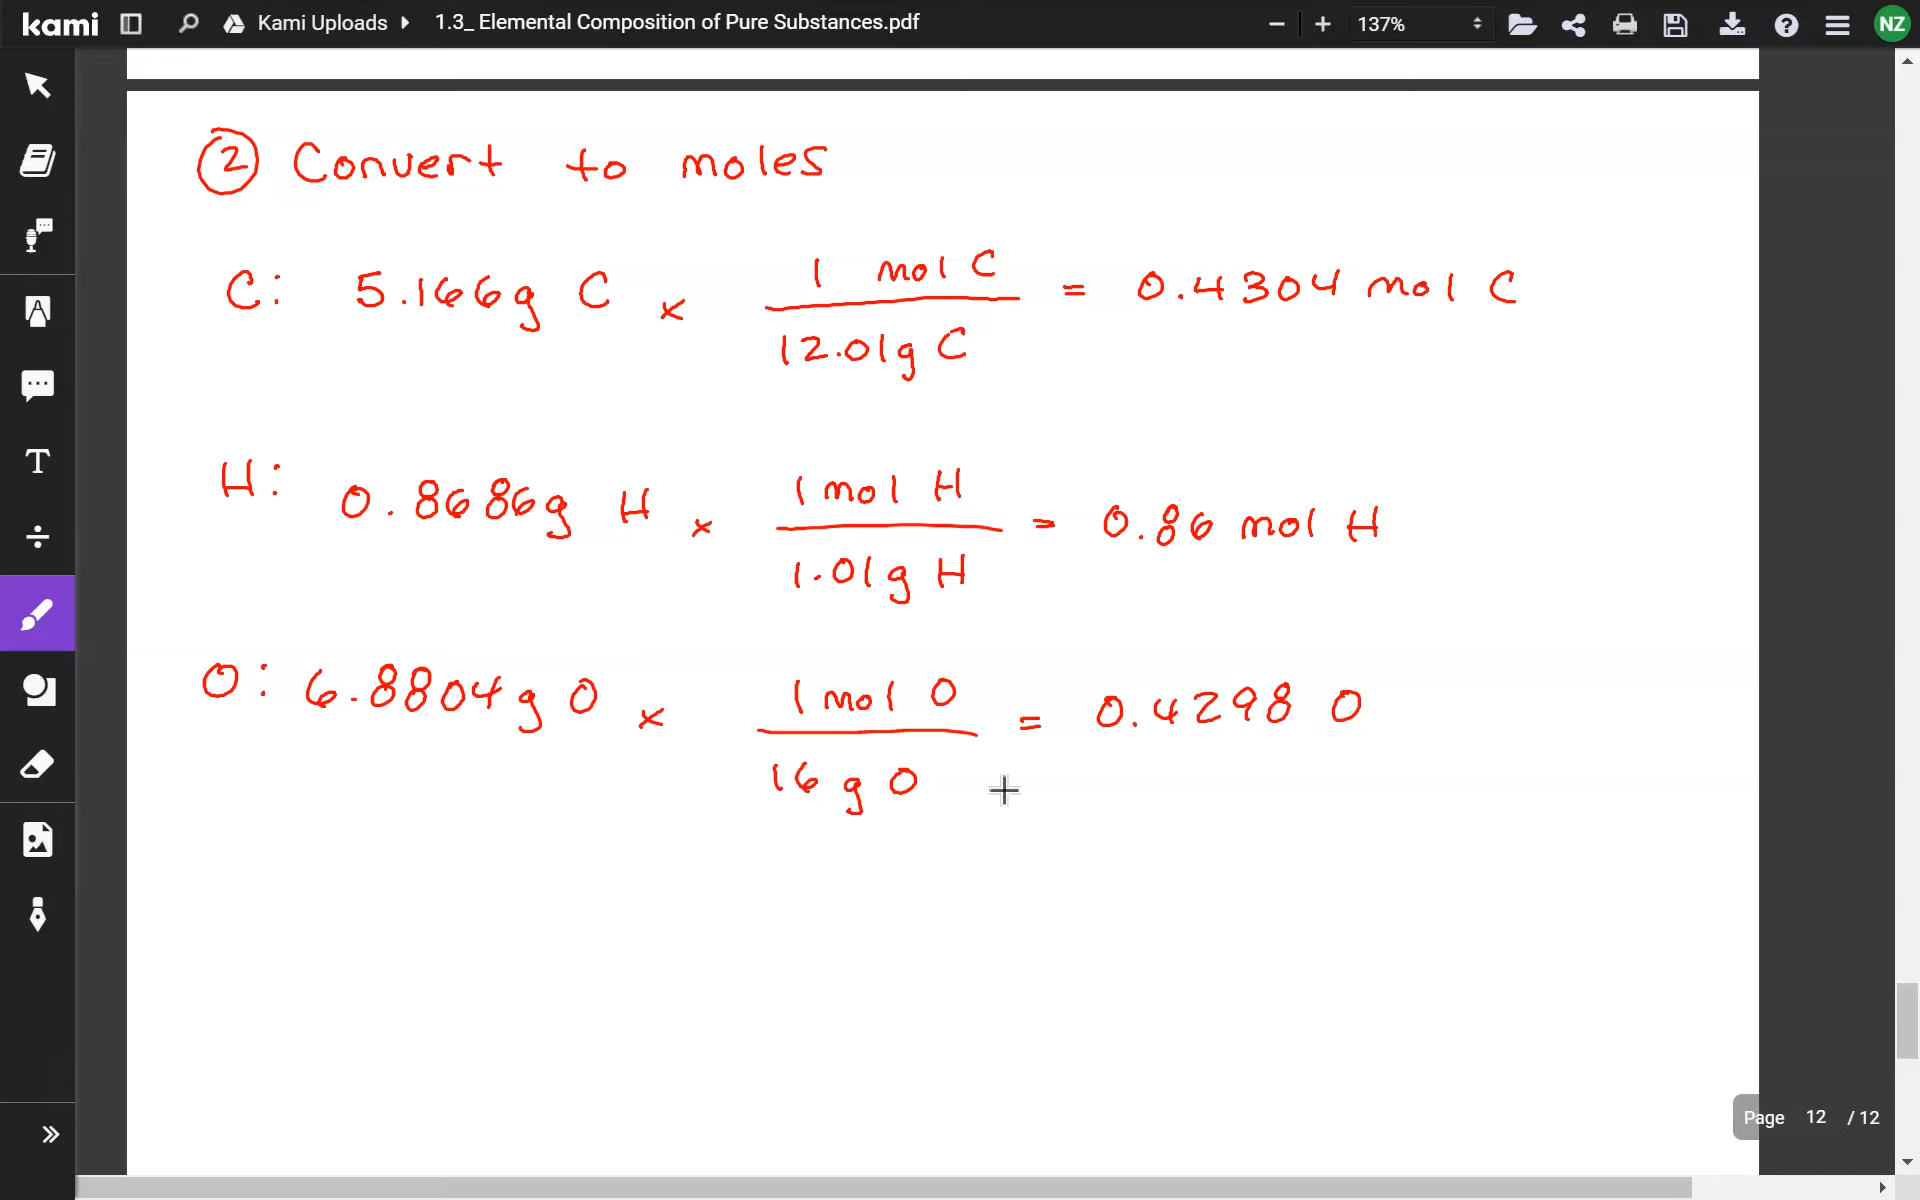 kami Kami Uploads 1.3_ Elemental Composition of Pure Substances.pdf − + 137% NZ
② Convert to moles
C: 5.166g C × 1 mol C / 12.01g C = 0.4304 mol C
H: 0.8686g H × 1 mol H / 1.01g H = 0.86 mol H
O: 6.8804g O × 1 mol O / 16 g O = 0.4298 O
Page 12 / 12